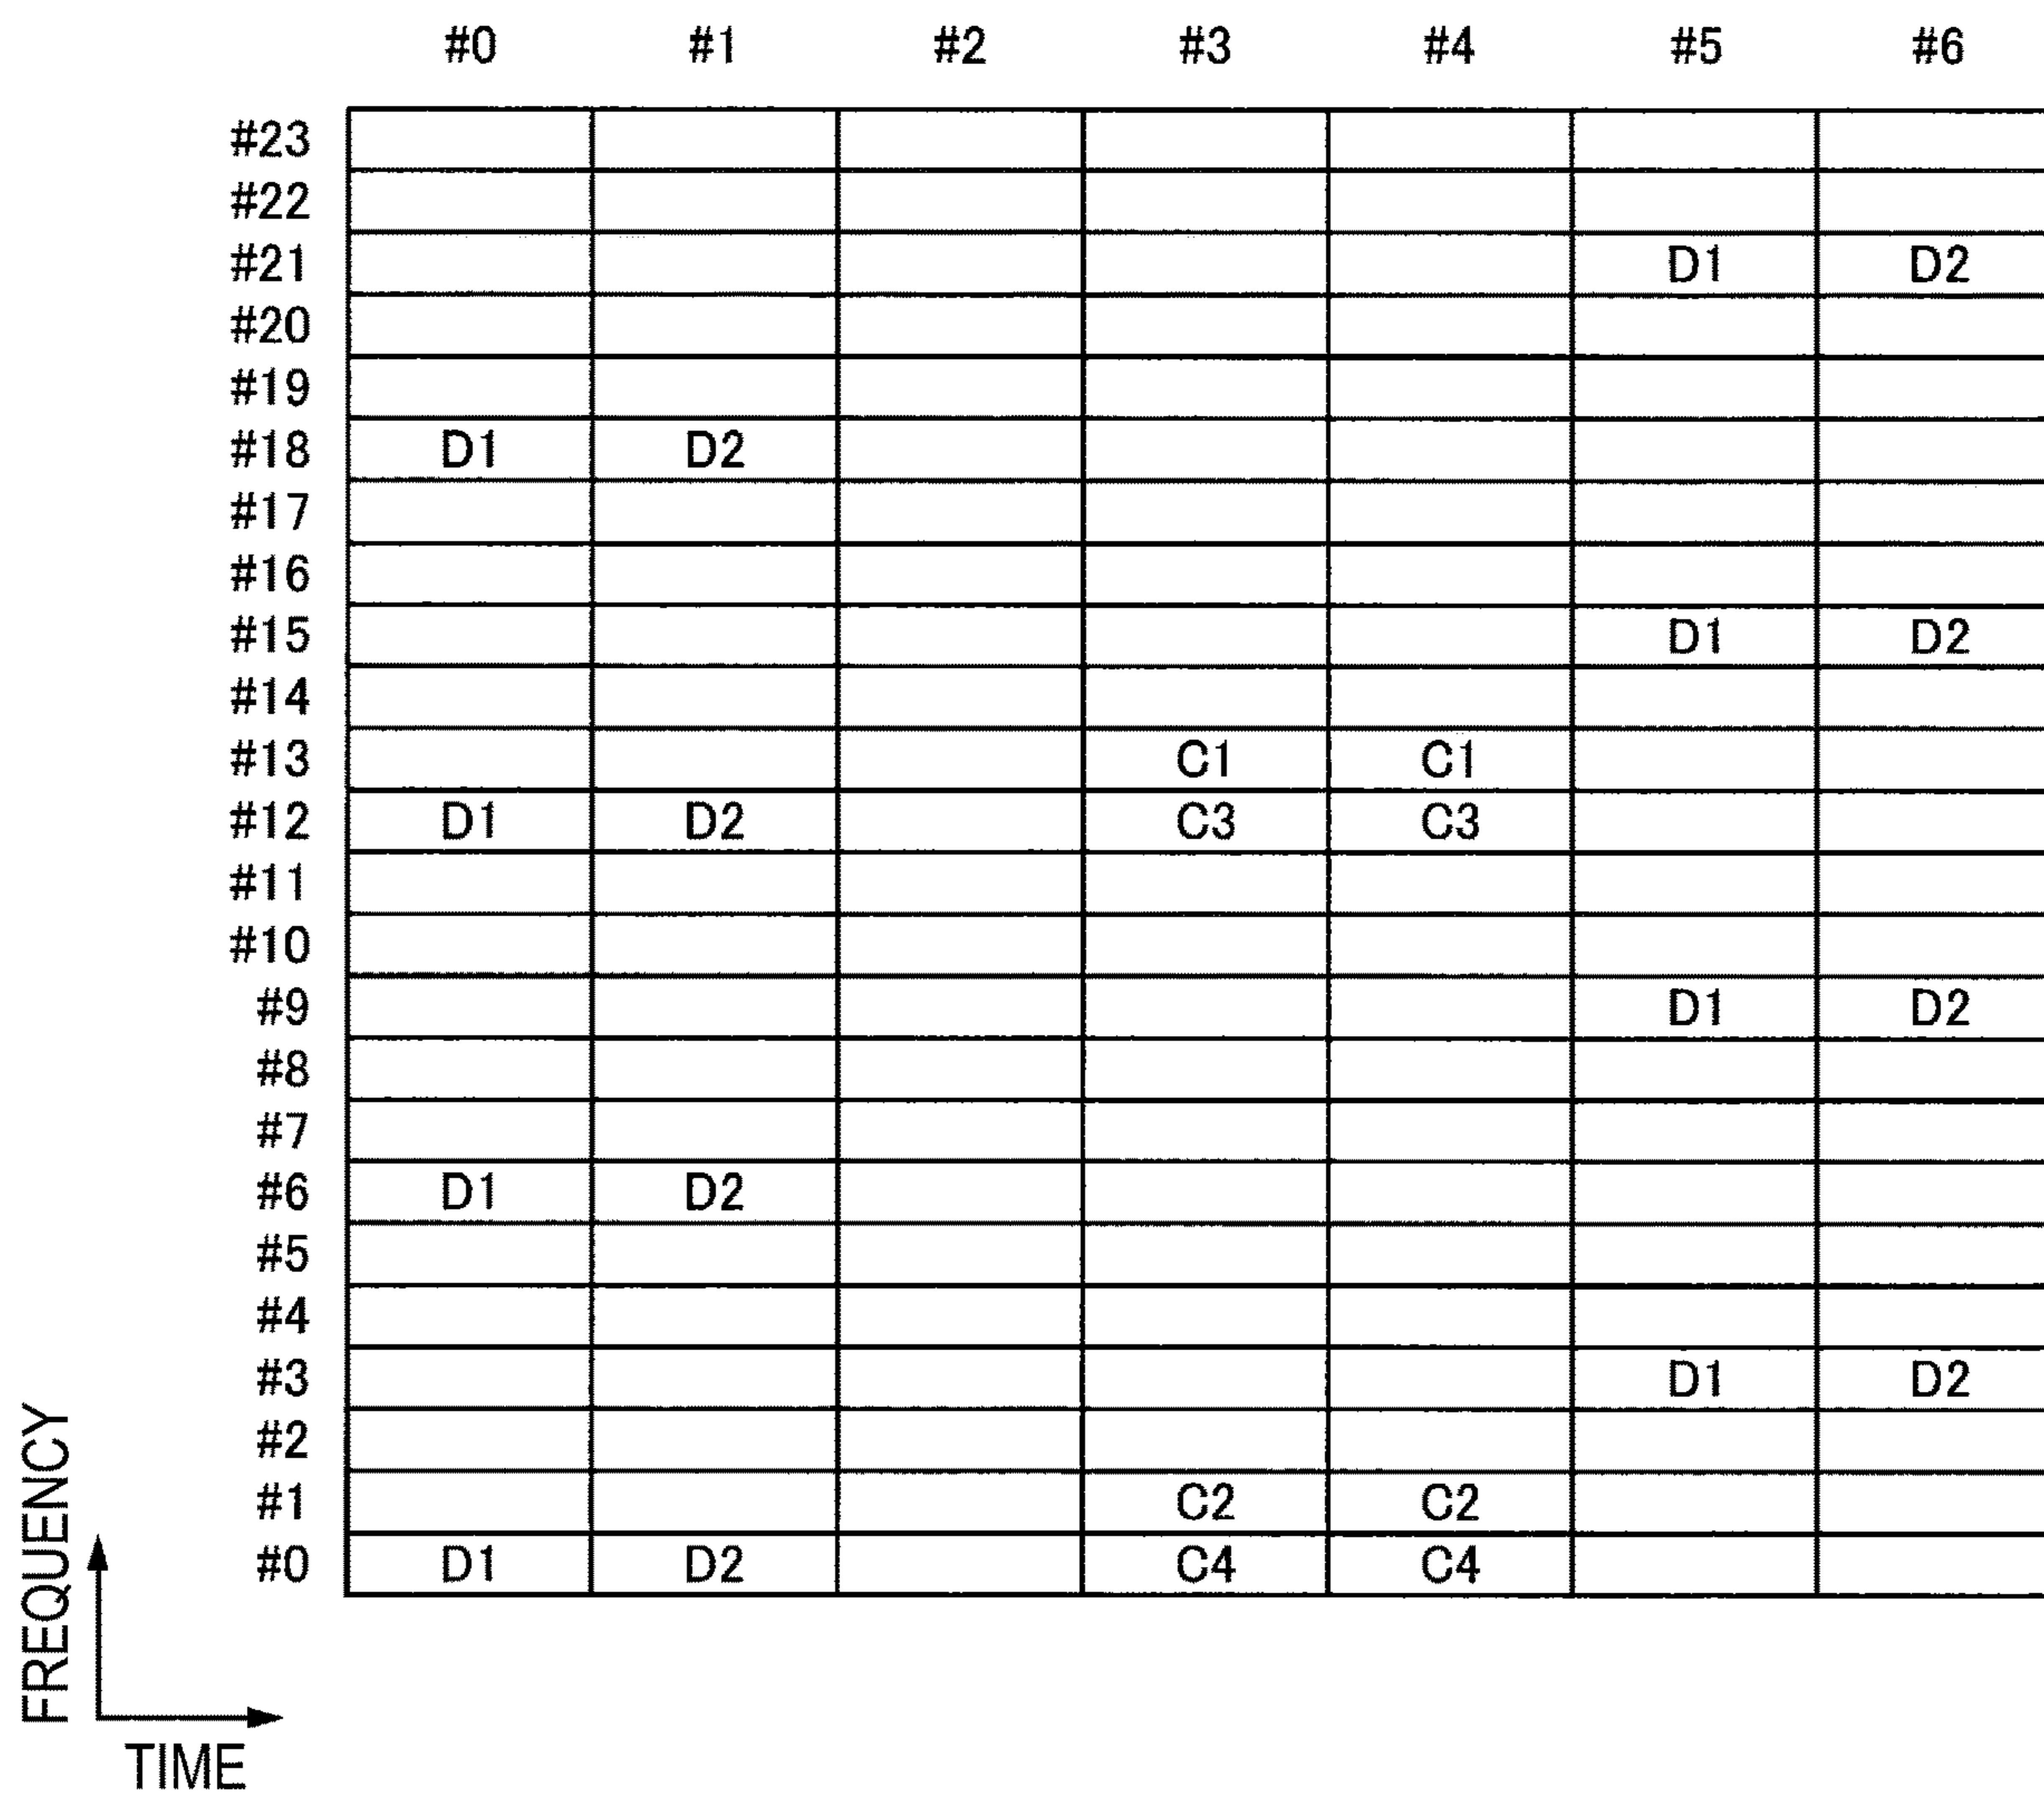 #0 #1 #2 #3 #4 #5 #6
#23
#22
#21 D1 D2
#20
#19
#18 D1 D2
#17
#16
#15 D1 D2
#14
#13 C1 C1
#12 D1 D2 C3 C3
#11
#10
#9 D1 D2
#8
#7
#6 D1 D2
#5
#4
#3 D1 D2
#2
#1 C2 C2
#0 D1 D2 C4 C4
FREQUENCY
TIME